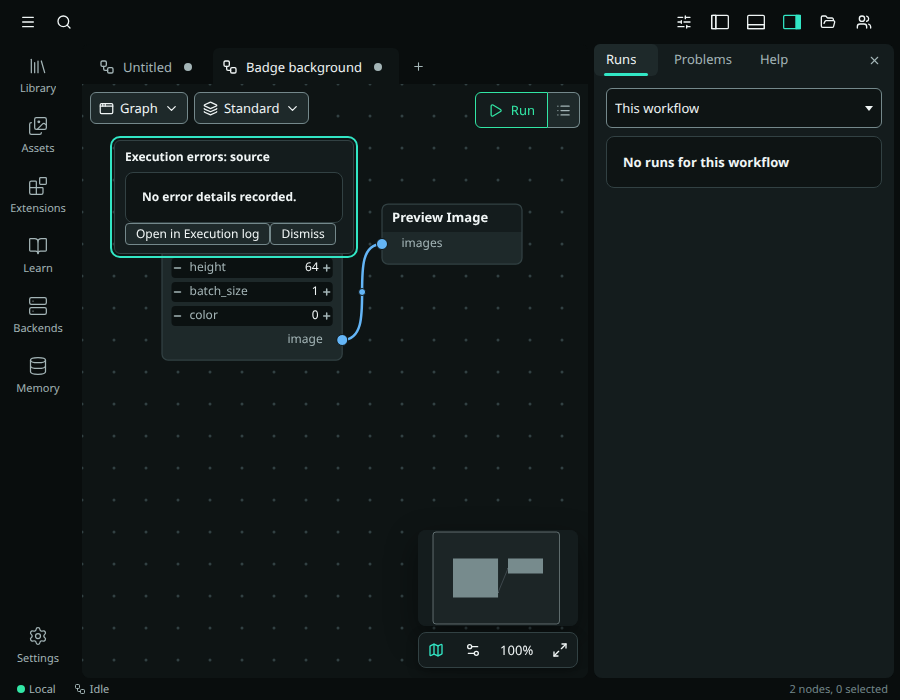 Untitled
Badge background
Runs
Problems
Help
Library
Assets
Extensions
Learn
Backends
Memory
Settings
Graph
Standard
Run
This workflow
No runs for this workflow
Execution errors: source
No error details recorded.
Open in Execution log
Dismiss
Preview Image
images
height 64
batch_size 1
color 0
image
100%
Local
Idle
2 nodes, 0 selected